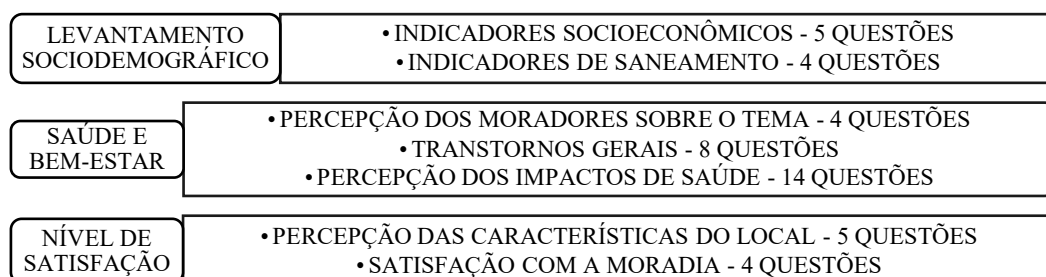 LEVANTAMENTO
SOCIODEMOGRÁFICO
• INDICADORES SOCIOECONÔMICOS - 5 QUESTÕES
• INDICADORES DE SANEAMENTO - 4 QUESTÕES
SAÚDE E
BEM-ESTAR
• PERCEPÇÃO DOS MORADORES SOBRE O TEMA - 4 QUESTÕES
• TRANSTORNOS GERAIS - 8 QUESTÕES
• PERCEPÇÃO DOS IMPACTOS DE SAÚDE - 14 QUESTÕES
NÍVEL DE
SATISFAÇÃO
• PERCEPÇÃO DAS CARACTERÍSTICAS DO LOCAL - 5 QUESTÕES
• SATISFAÇÃO COM A MORADIA - 4 QUESTÕES